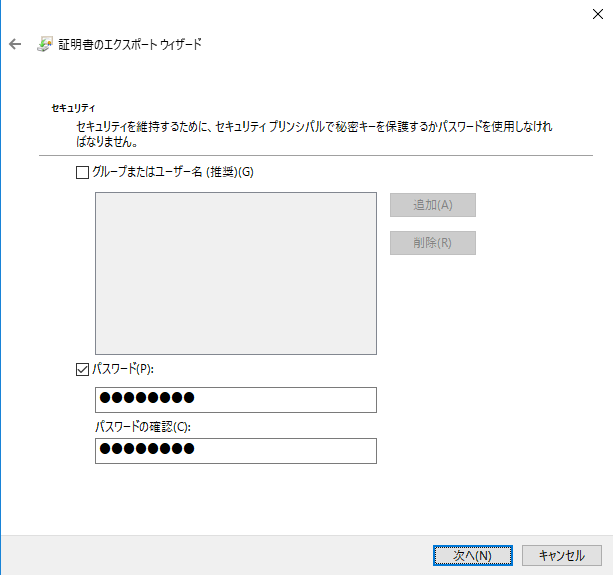 証明書のエクスポート ウィザード
セキュリティ
セキュリティを維持するために、セキュリティ プリンシパルで秘密キーを保護するかパスワードを使用しなけれ
ばなりません。
グループまたはユーザー名 (推奨)(G)
追加(A)
削除(R)
パスワード(P):
●●●●●●●●
パスワードの確認(C):
●●●●●●●●
次へ(N)
キャンセル